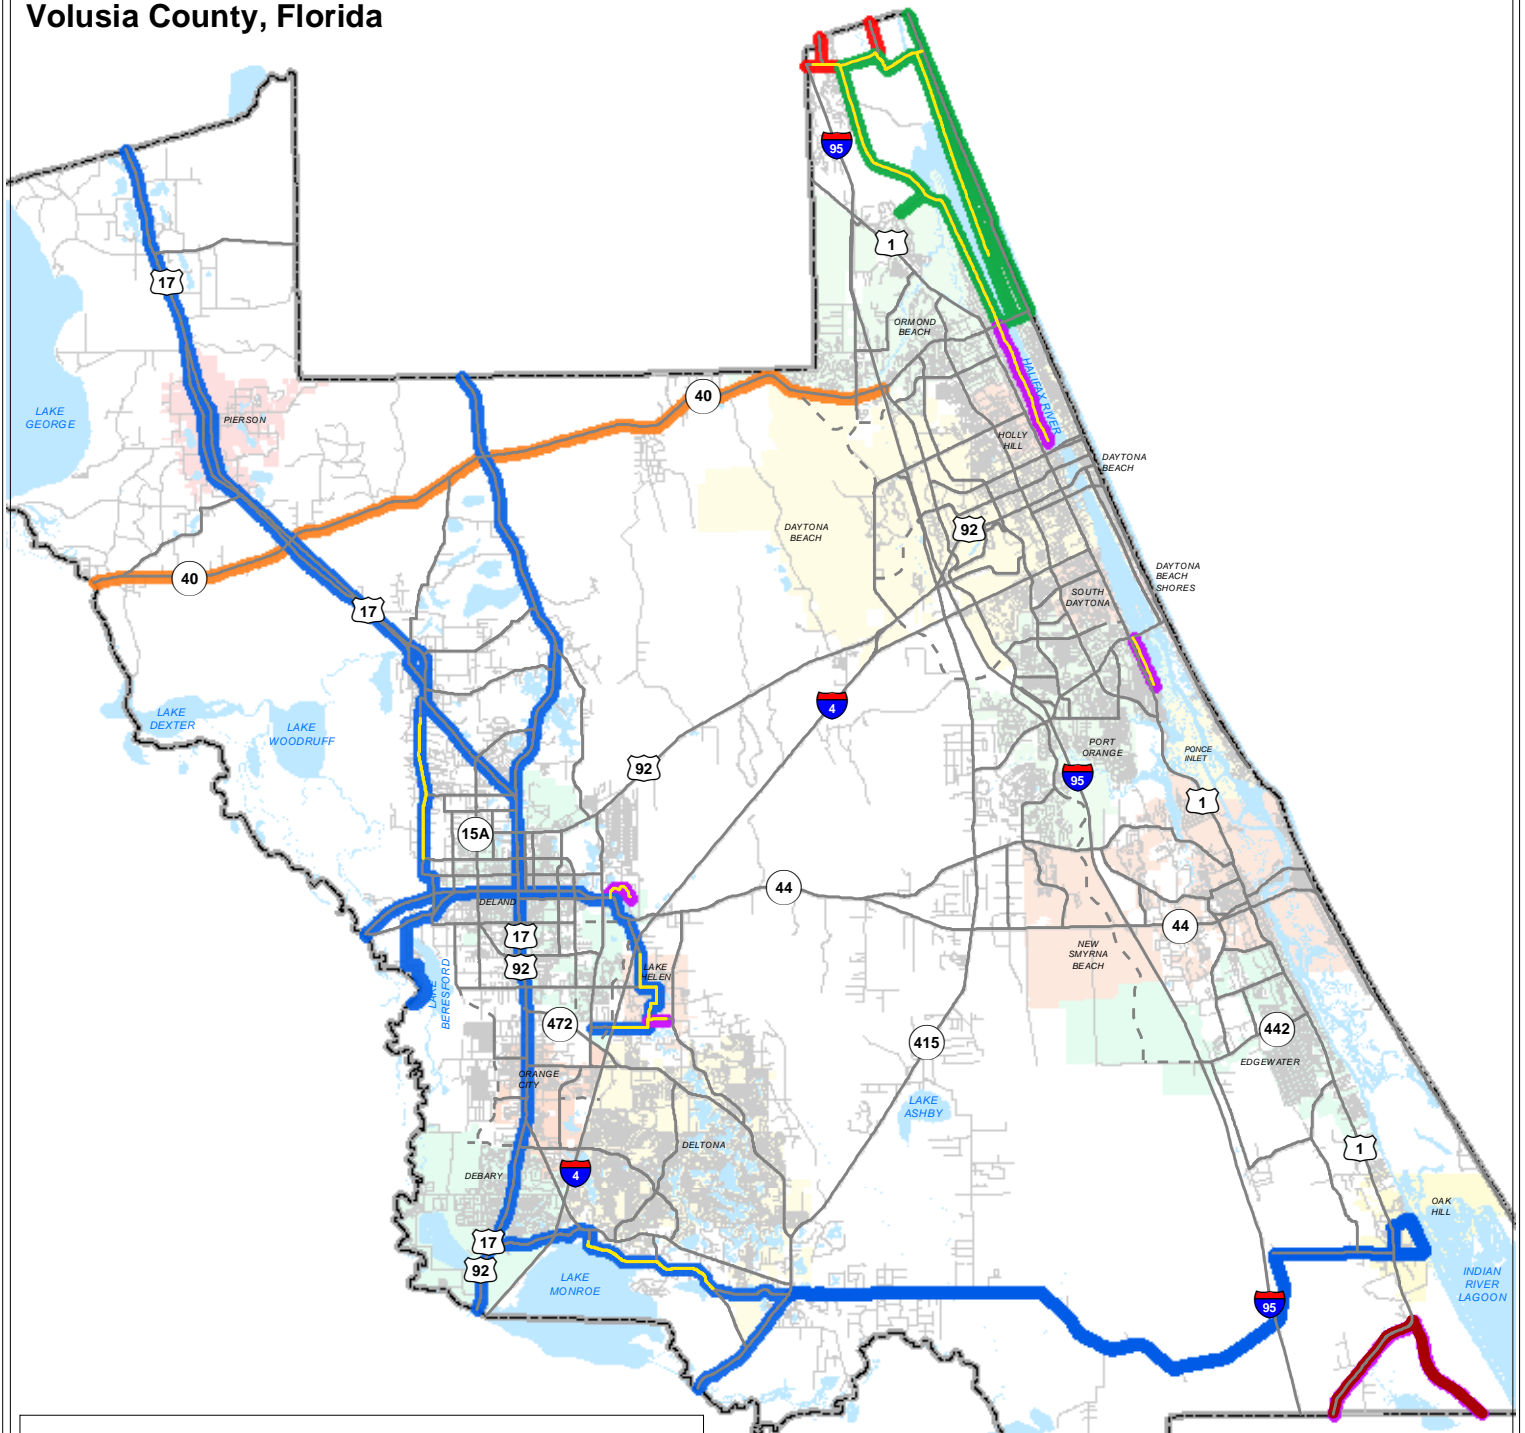 Volusia County, Florida
95
1
17
ORMOND
BEACH
HALIFAX RIVER
LAKE
GEORGE
PIERSON
40
HOLLY
HILL
DAYTONA
BEACH
DAYTONA
BEACH
92
40
17
DAYTONA
BEACH
SHORES
SOUTH
DAYTONA
LAKE
DEXTER
LAKE
WOODRUFF
4
PORT
ORANGE
PONCE
INLET
92
95
1
15A
44
DELAND
44
17
92
LAKE
HELEN
NEW
SMYRNA
BEACH
LAKE
BERESFORD
472
415
442
EDGEWATER
ORANGE
CITY
LAKE
ASHBY
DELTONA
DEBARY
4
1
OAK
HILL
17
92
LAKE
MONROE
95
INDIAN
RIVER
LAGOON